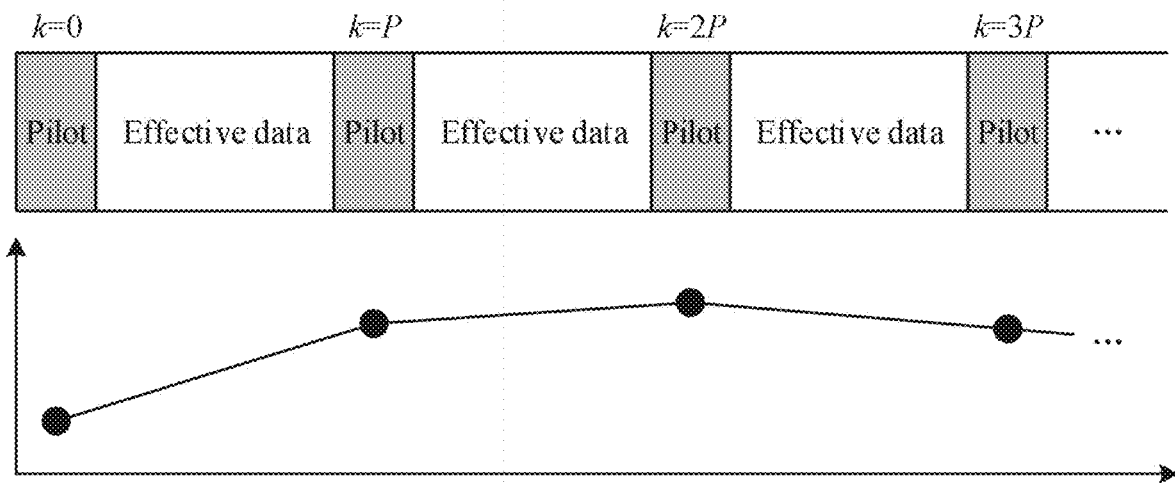 k=0 k=P k=2P k=3P
Pilot Effective data Pilot Effective data Pilot Effective data Pilot ...
...